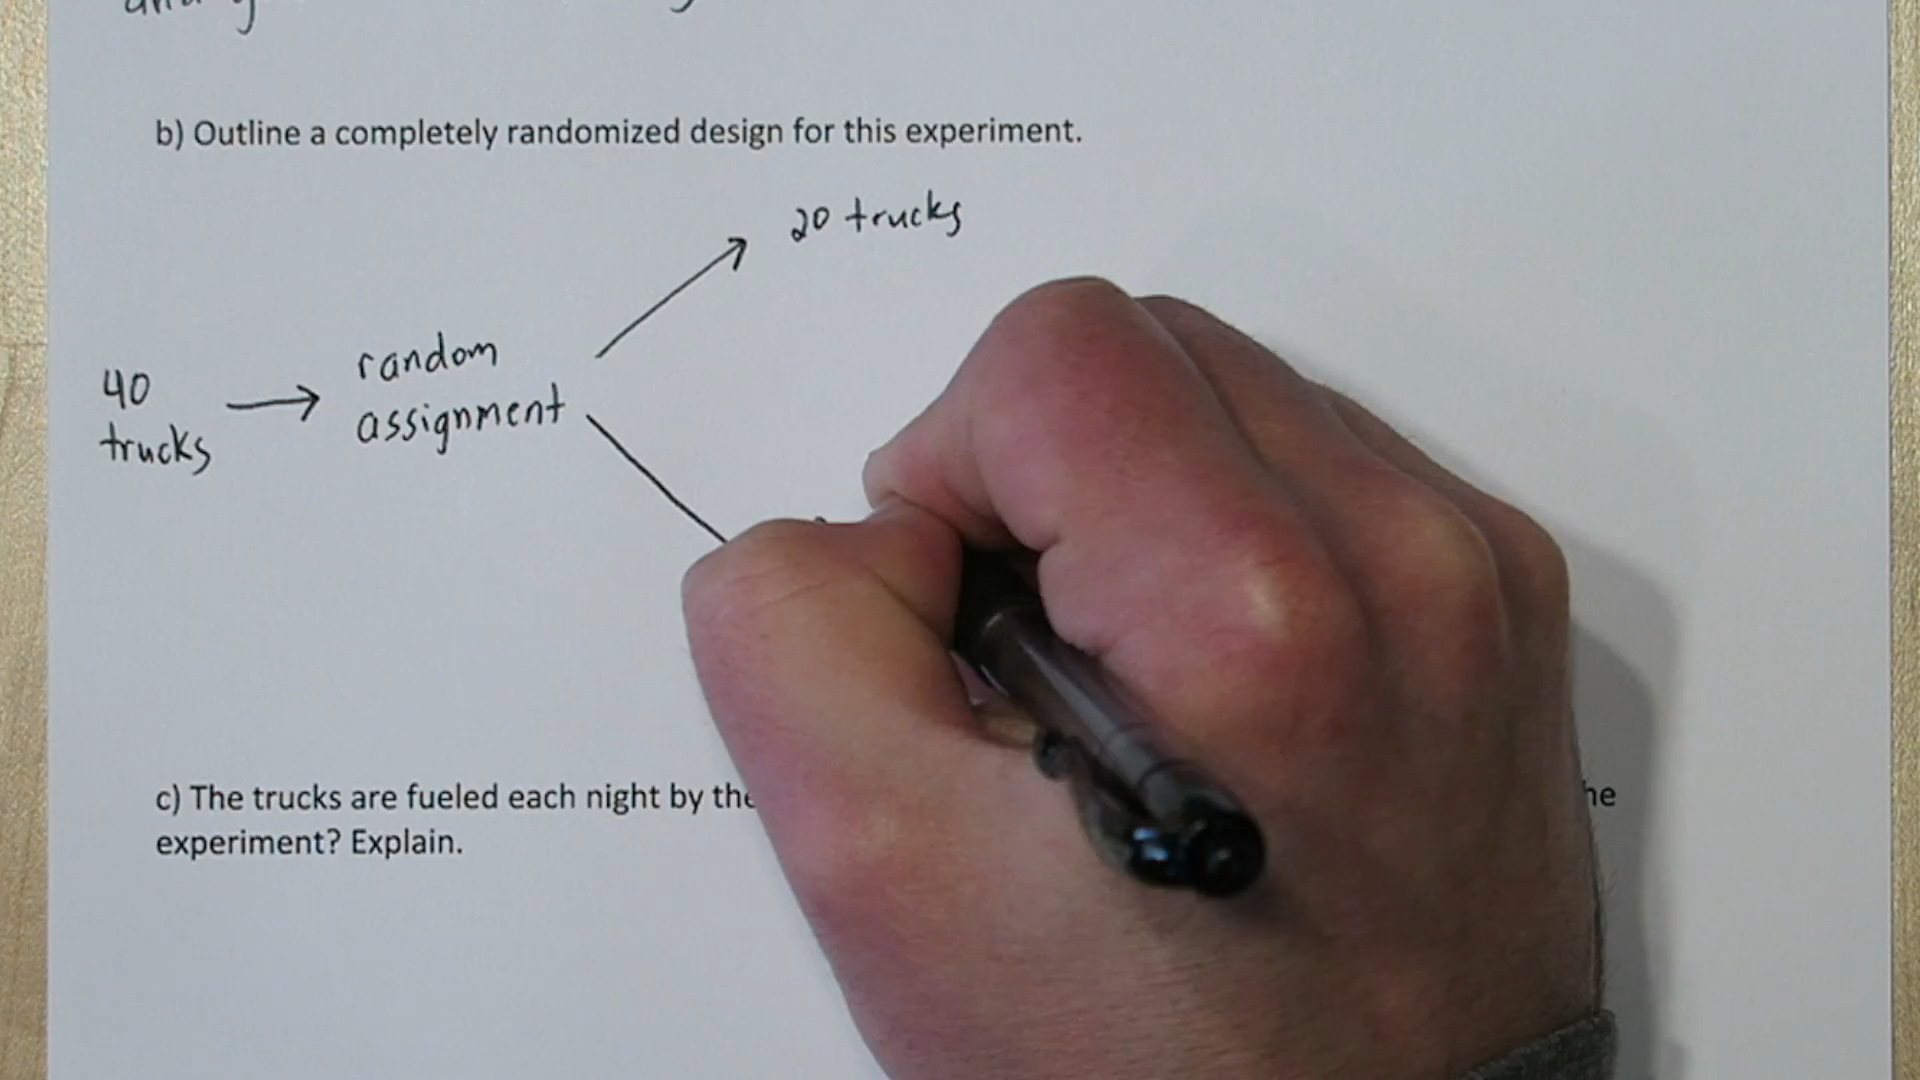 b) Outline a completely randomized design for this experiment.
20 trucks
random
40
assignment
trucks
c) The trucks are fueled each night by the
experiment? Explain.